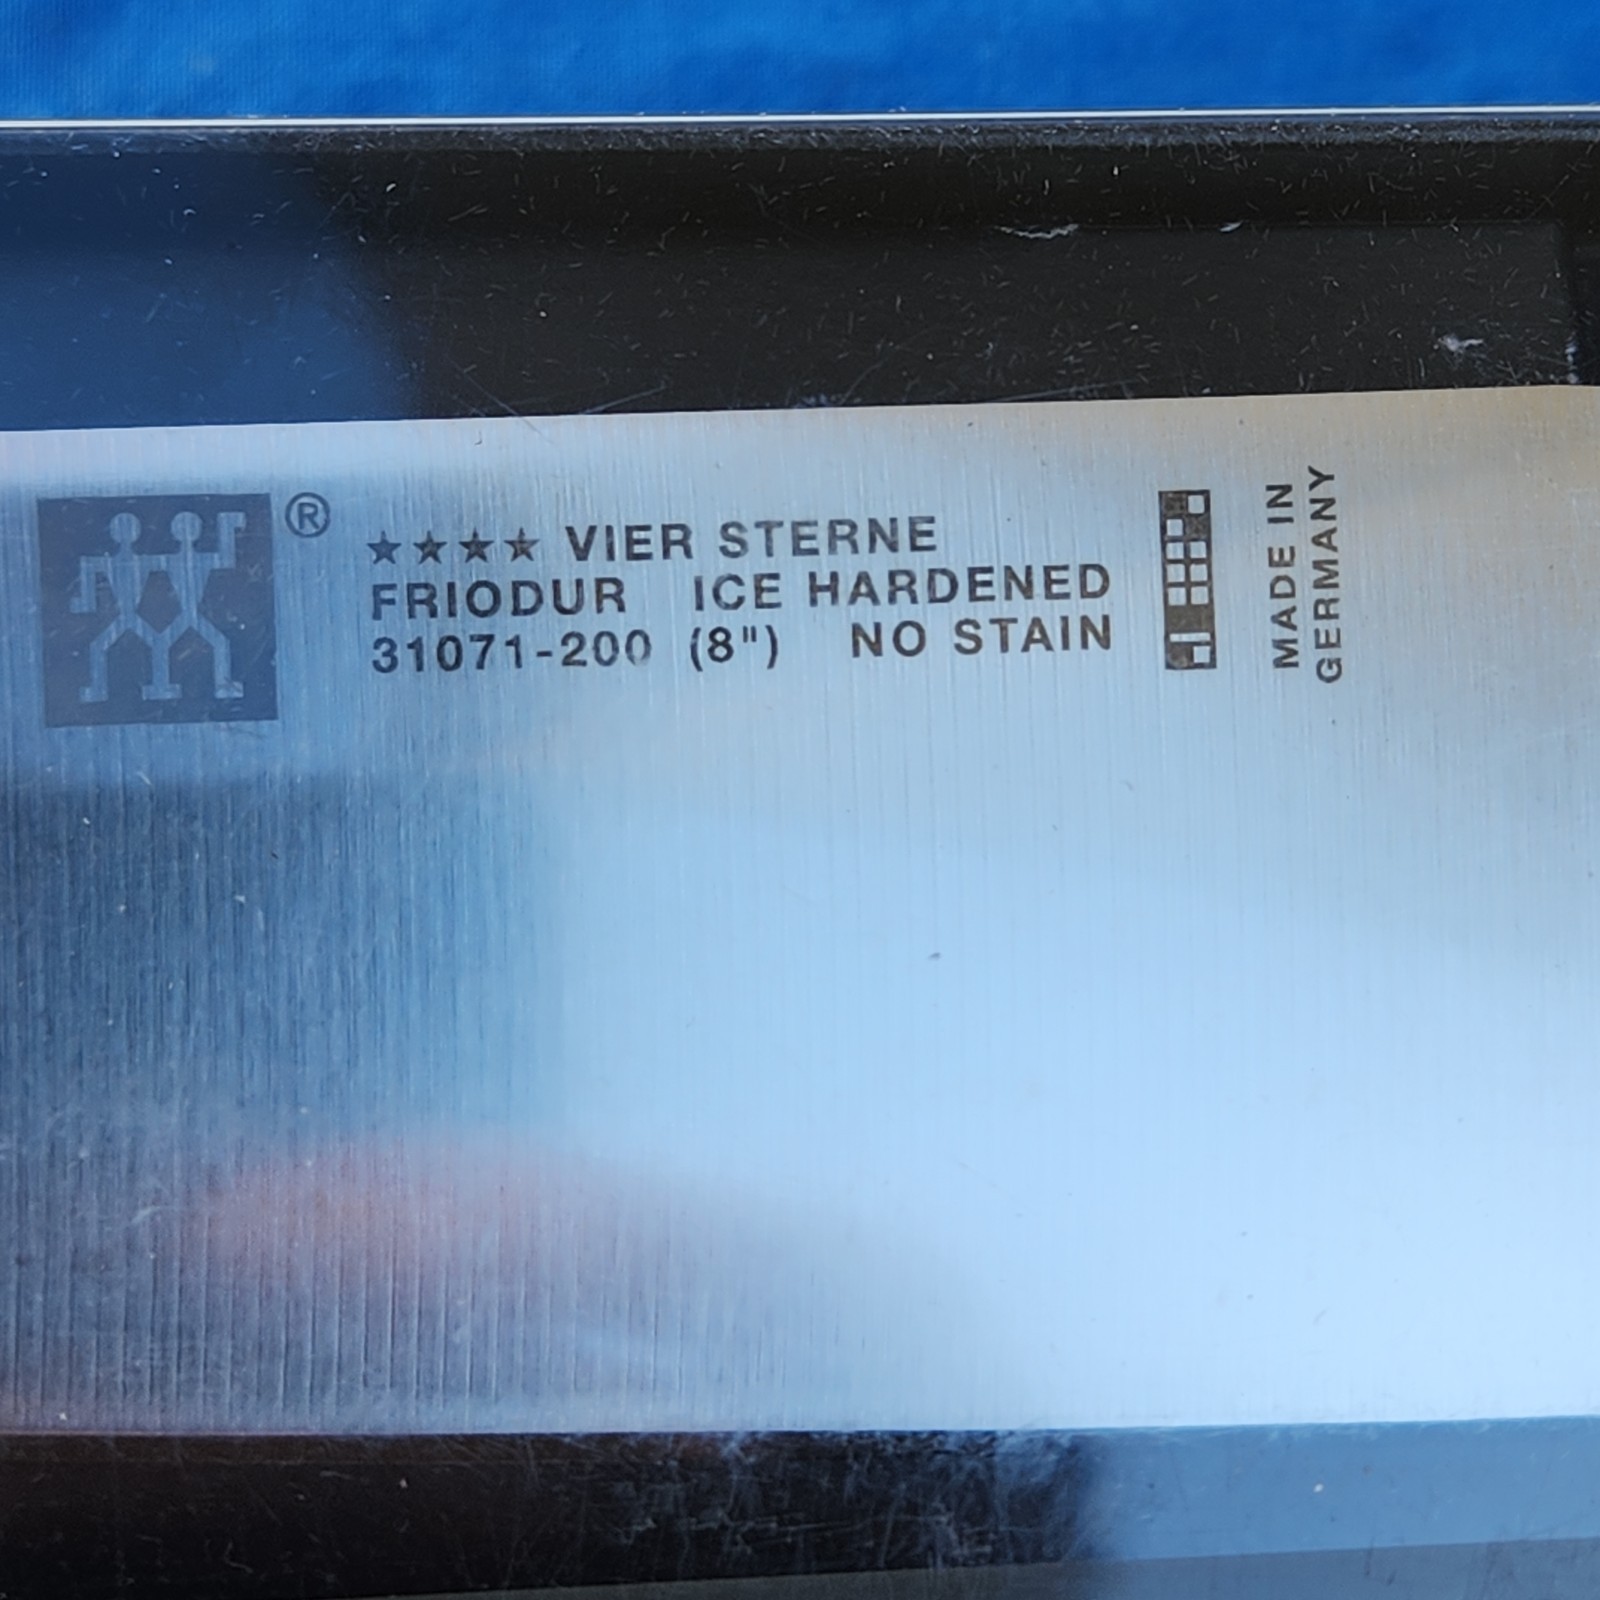 ®
★★★★ VIER STERNE
FRIODUR ICE HARDENED
31071-200 (8") NO STAIN
MADE IN
GERMANY